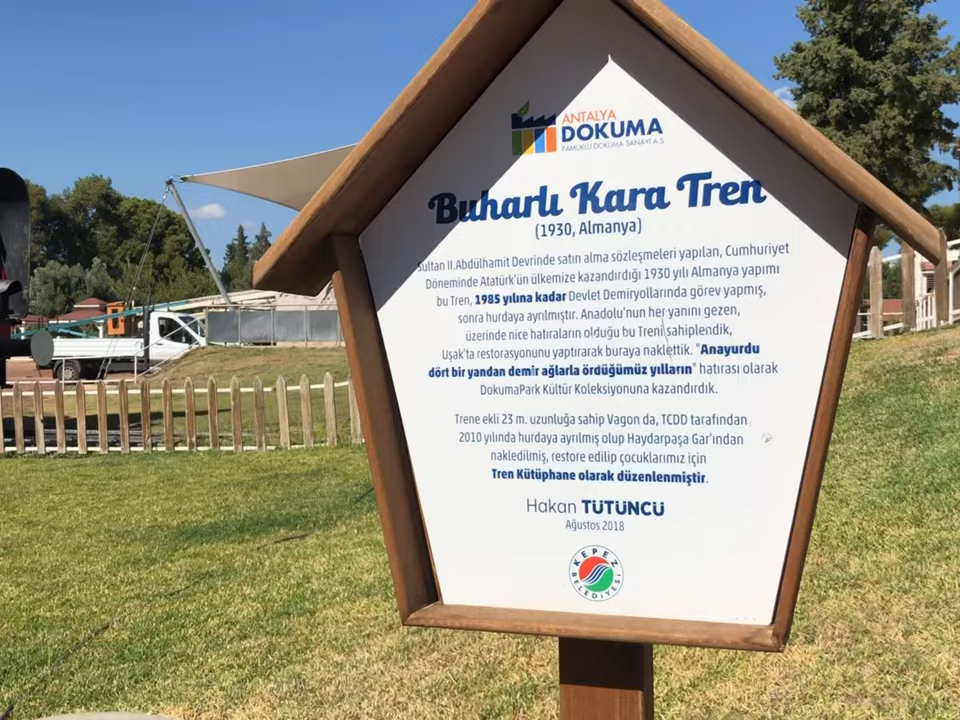 ANTALYA
DOKUMA
PAMUKLU DOKUMA SANAYİ A.Ş
Buharlı Kara Tren
(1930, Almanya)
Sultan II.Abdülhamit Devrinde satın alma sözleşmeleri yapılan, Cumhuriyet
Döneminde Atatürk'ün ülkemize kazandırdığı 1930 yılı Almanya yapımı
bu Tren, 1985 yılına kadar Devlet Demiryollarında görev yapmış,
sonra hurdaya ayrılmıştır. Anadolu'nun her yanını gezen,
üzerinde nice hatıraların olduğu bu Treni sahiplendik,
Uşak'ta restorasyonunu yaptırarak buraya naklettik. "Anayurdu
dört bir yandan demir ağlarla ördüğümüz yılların" hatırası olarak
DokumaPark Kültür Koleksiyonuna kazandırdık.
Trene ekli 23 m. uzunluğa sahip Vagon da, TCDD tarafından
2010 yılında hurdaya ayrılmış olup Haydarpaşa Gar'ından
nakledilmiş, restore edilip çocuklarımız için
Tren Kütüphane olarak düzenlenmiştir.
Hakan TÜTÜNCÜ
Ağustos 2018
KEPEZ
BELEDİYESİ